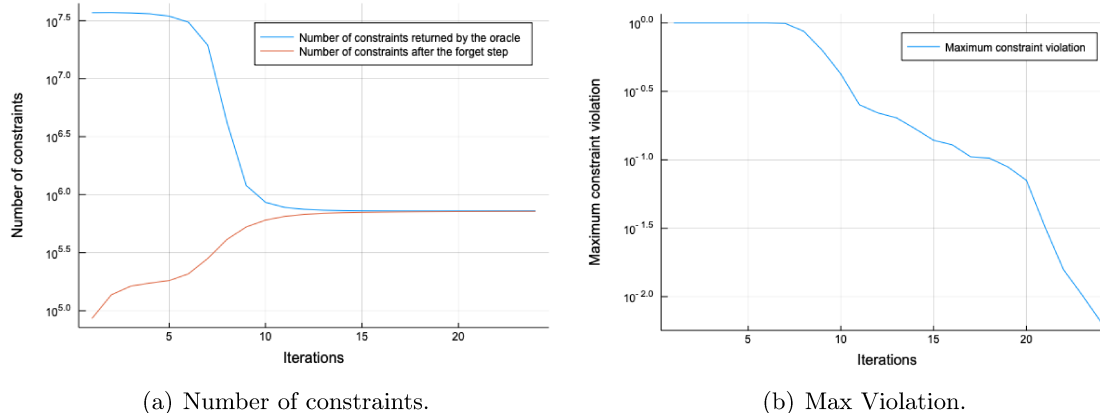 10^7.5
10^7.0
10^6.5
10^6.0
10^5.5
10^5.0
Number of constraints
Number of constraints returned by the oracle
Number of constraints after the forget step
5 10 15 20
Iterations
(a) Number of constraints.
10^0.0
10^-0.5
10^-1.0
10^-1.5
10^-2.0
Maximum constraint violation
Maximum constraint violation
5 10 15 20
Iterations
(b) Max Violation.